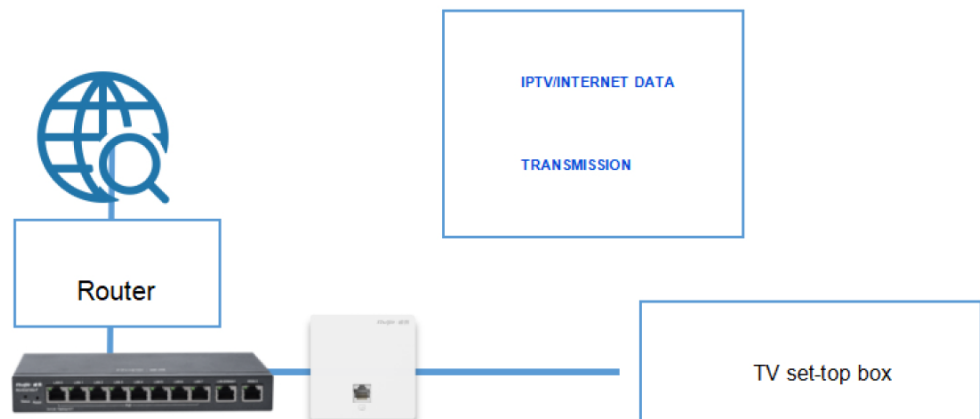 IPTV/INTERNET DATA
TRANSMISSION
Router
TV set-top box